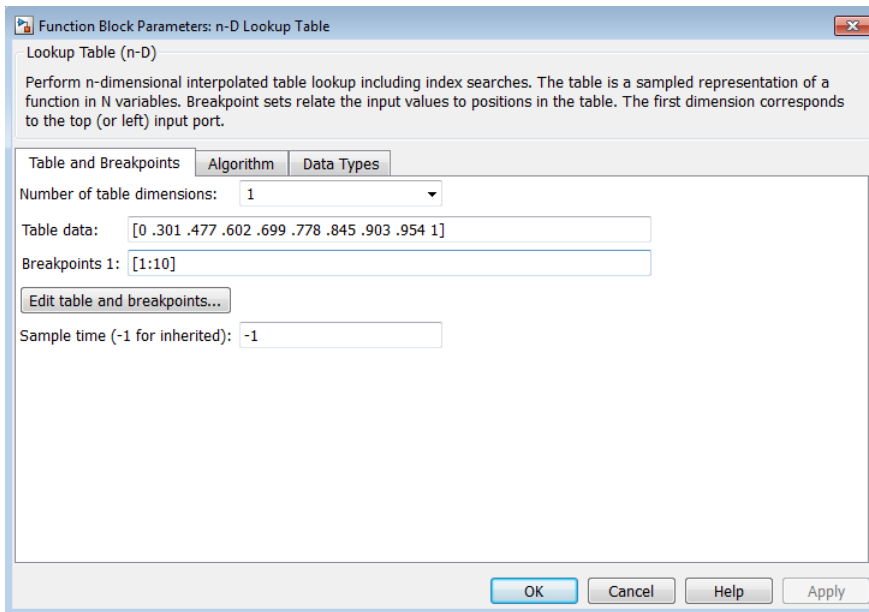 Function Block Parameters: n-D Lookup Table
Lookup Table (n-D)
Perform n-dimensional interpolated table lookup including index searches. The table is a sampled representation of a
function in N variables. Breakpoint sets relate the input values to positions in the table. The first dimension corresponds
to the top (or left) input port.
Table and Breakpoints Algorithm Data Types
Number of table dimensions: 1
Table data: [0 .301 .477 .602 .699 .778 .845 .903 .954 1]
Breakpoints 1: [1:10]
Edit table and breakpoints...
Sample time (-1 for inherited): -1
OK Cancel Help Apply